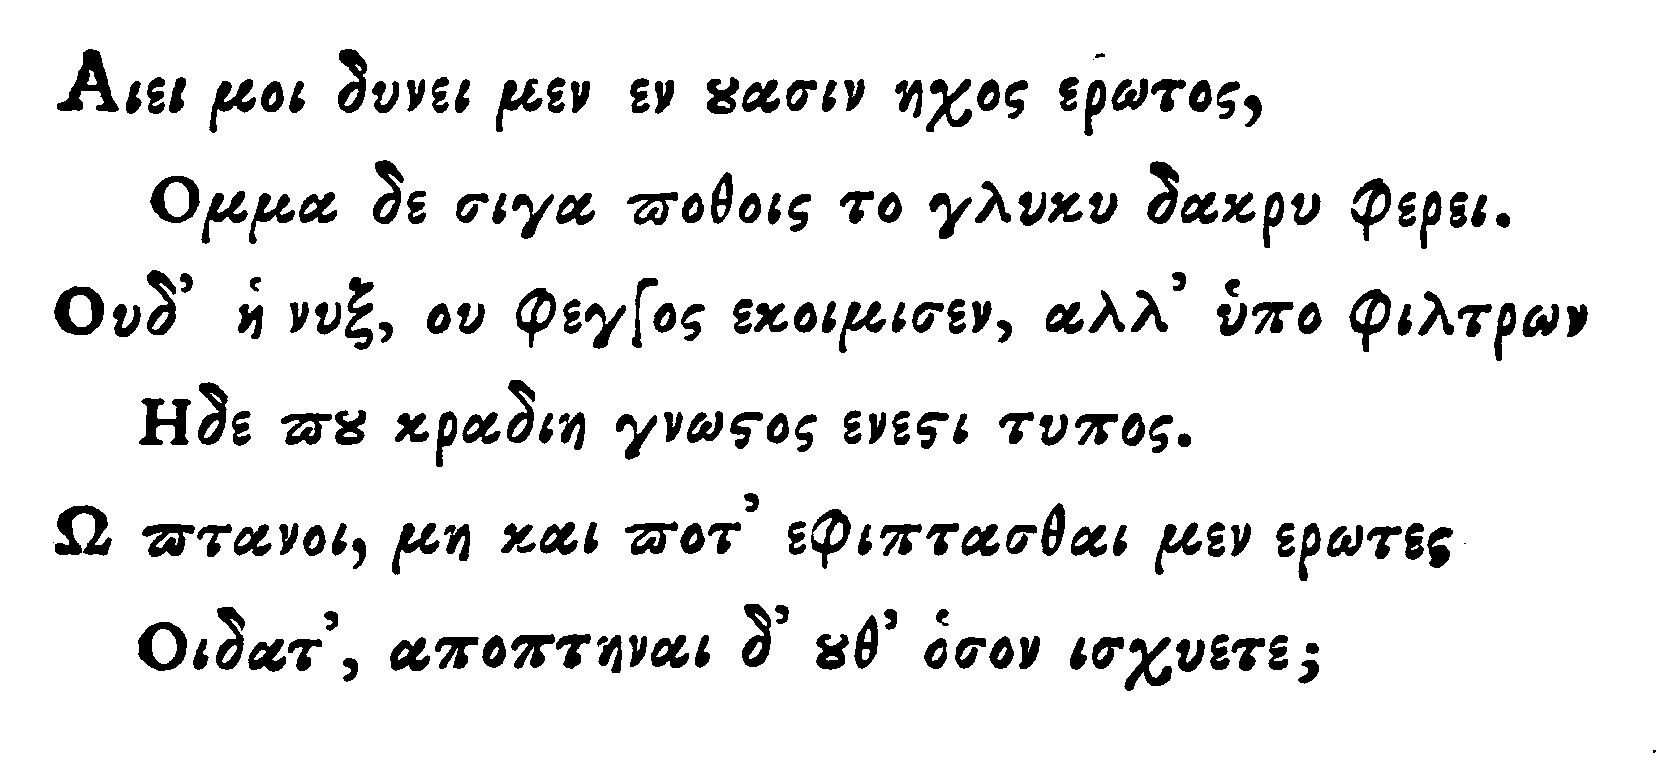 Αιει μοι δυνει μεν εν ȣασιν ηχος ερωτος,
Ομμα δε σιγα ϖοθοις το γλυκυ δακρυ φερει.
Ουδ’ ἡ νυξ, ου φεγγος εκοιμισεν, αλλ’ ὑπο φιλτρων
Ηδε ϖȣ κραδιη γνωϛος ενεϛι τυπος.
Ω ϖτανοι, μη και ϖοτ’ εφιπτασθαι μεν ερωτες
Οιδατ’, αποπτηναι δ’ ȣθ’ ὁσον ισχυετε;